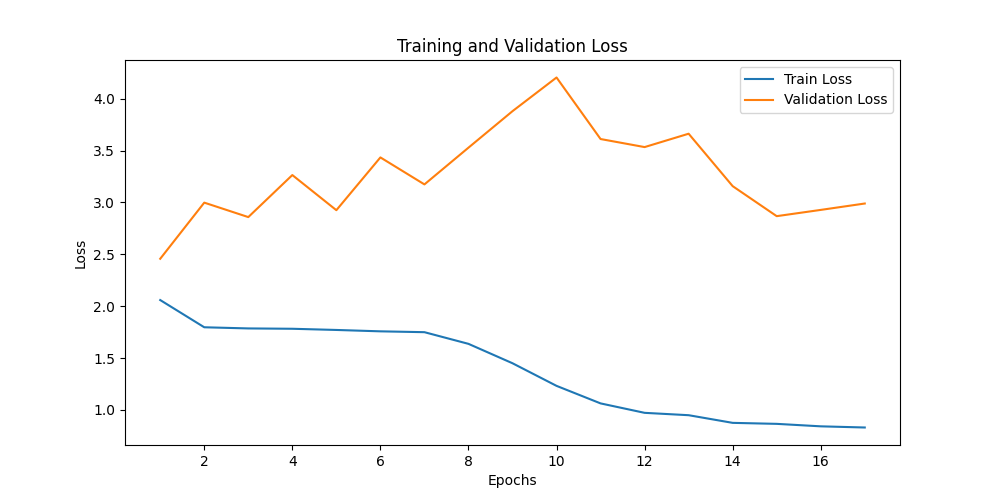 Training and Validation Loss
Train Loss
Validation Loss
4.0
3.5
3.0
2.5
2.0
1.5
1.0
Loss
2 4 6 8 10 12 14 16
Epochs